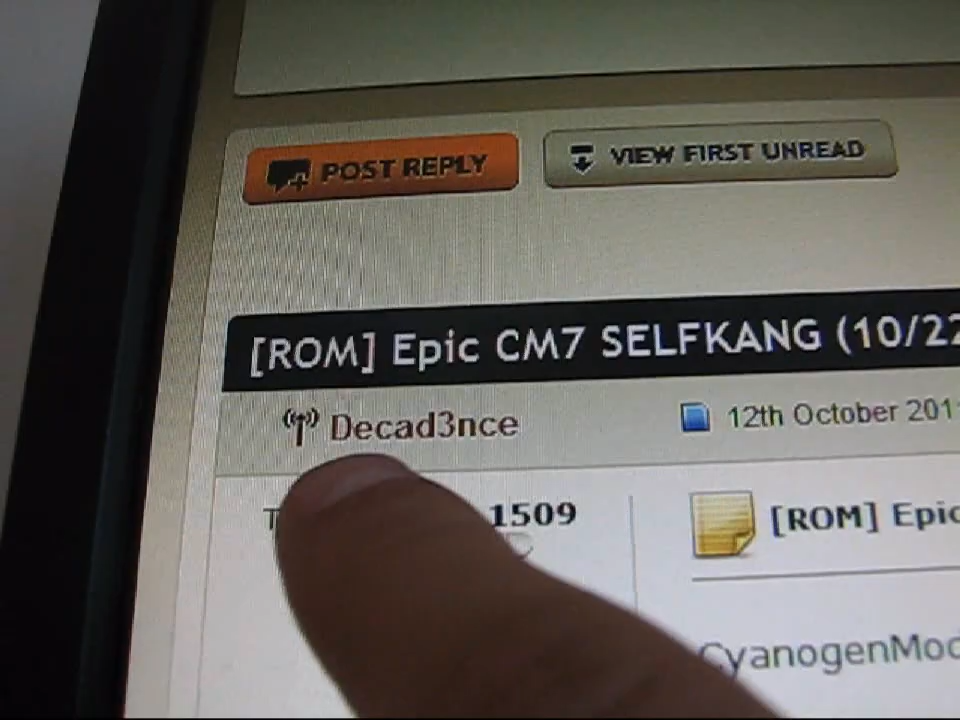 POST REPLY
VIEW FIRST UNREAD
[ROM] Epic CM7 SELFKANG (10/22
Decad3nce
12th October 201
1509
[ROM] Epic
CyanogenMod